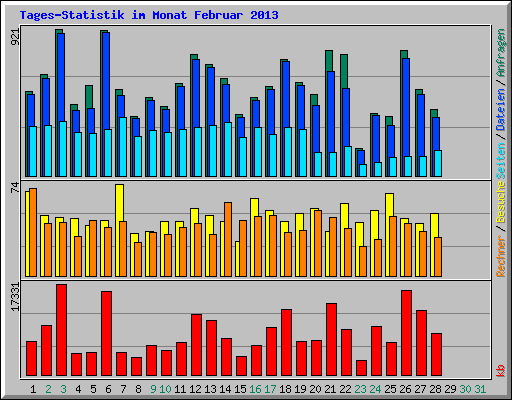 Tages-Statistik im Monat Februar 2013
921
74
17331
Rechner / Besuche Seiten / Dateien / Anfragen
kb
1 2 3 4 5 6 7 8 9 10 11 12 13 14 15 16 17 18 19 20 21 22 23 24 25 26 27 28 29 30 31